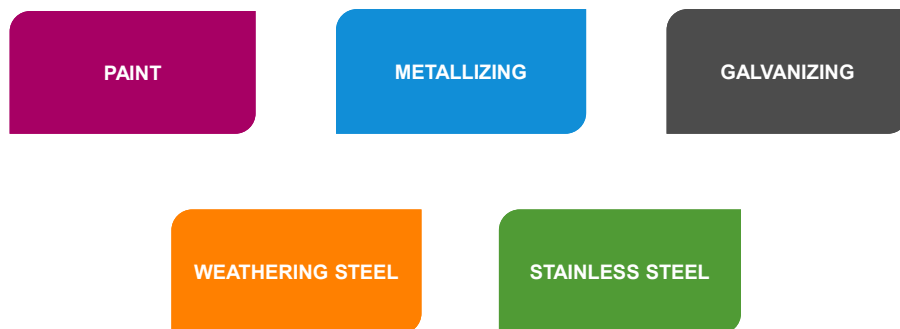 PAINT
METALLIZING
GALVANIZING
WEATHERING STEEL
STAINLESS STEEL